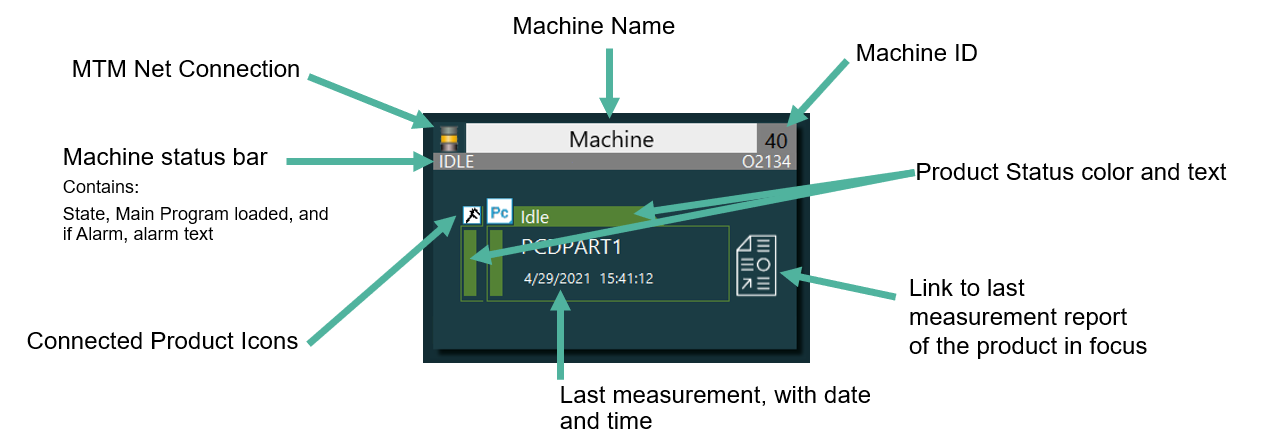 Machine Name
MTM Net Connection
Machine ID
Machine
40
IDLE
O2134
Machine status bar
Contains:
State, Main Program loaded, and
if Alarm, alarm text
Product Status color and text
Pc
Idle
PCDPART1
4/29/2021 15:41:12
Link to last
measurement report
of the product in focus
Connected Product Icons
Last measurement, with date
and time